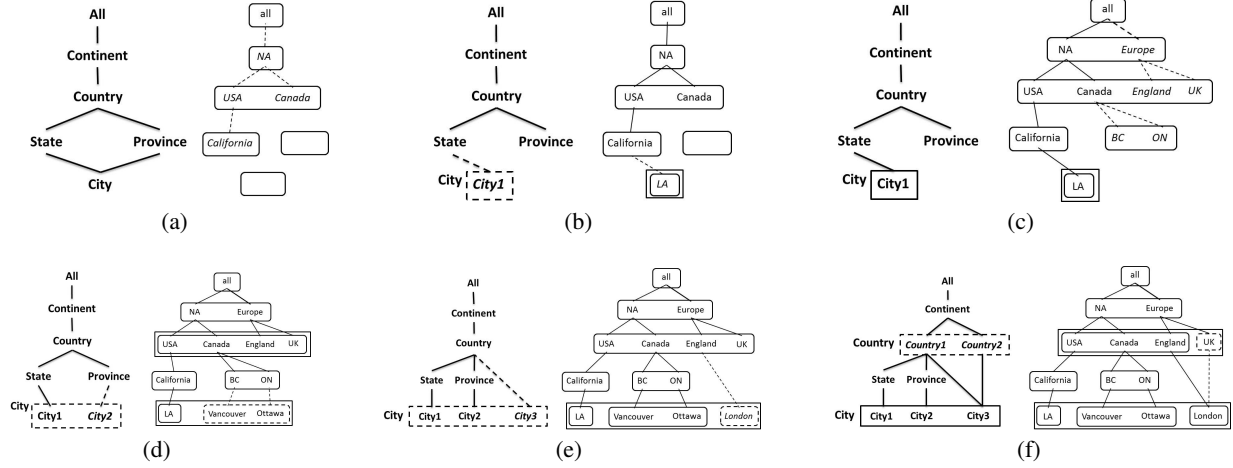 All
Continent
Country
State Province
City
all
NA
USA Canada
California
(a)
All
Continent
Country
State Province
City City1
all
NA
USA Canada
California
LA
(b)
All
Continent
Country
State Province
City City1
all
NA Europe
USA Canada England UK
California BC ON
LA
(c)
All
Continent
Country
State Province
City City1 City2
all
NA Europe
USA Canada England UK
California BC ON
LA Vancouver Ottawa
(d)
All
Continent
Country
State Province
City City1 City2 City3
all
NA Europe
USA Canada England UK
California BC ON
LA Vancouver Ottawa London
(e)
All
Continent
Country Country1 Country2
State Province
City City1 City2 City3
all
NA Europe
USA Canada England UK
California BC ON
LA Vancouver Ottawa London
(f)